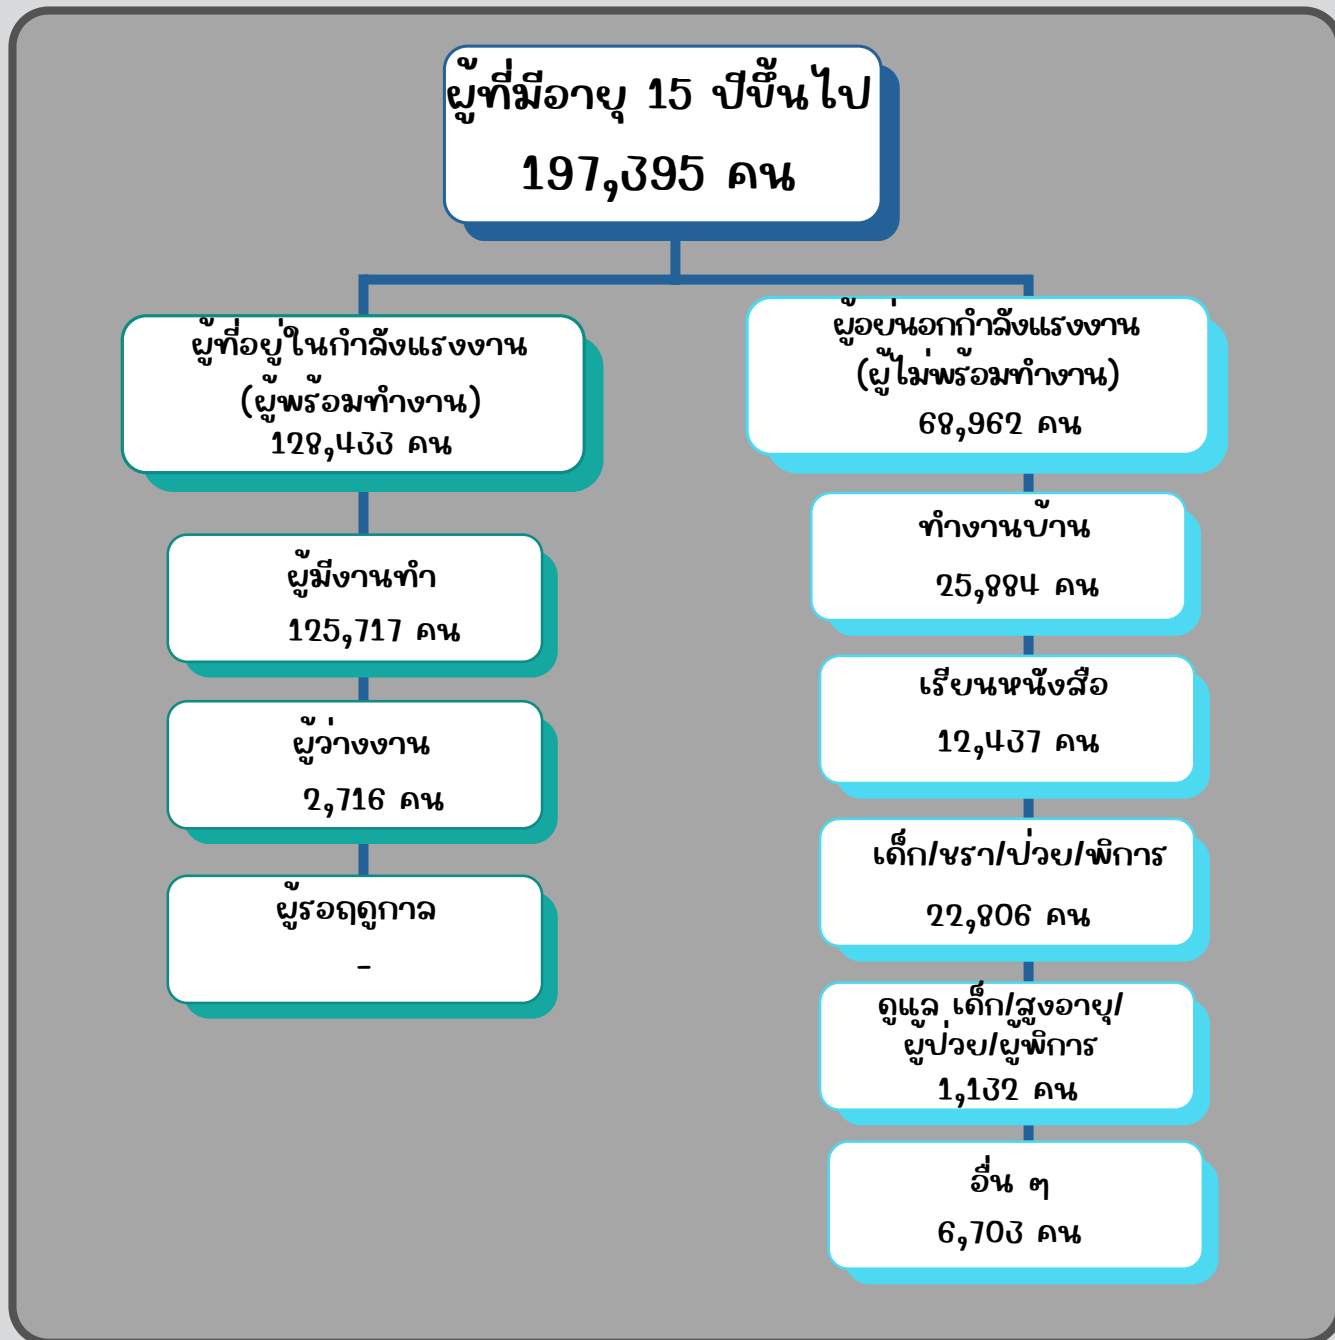 ผู้ที่มีอายุ 15 ปีขึ้นไป
197,395 คน
ผู้ที่อยู่ในกำลังแรงงาน
(ผู้พร้อมทำงาน)
128,433 คน
ผู้มีงานทำ
125,717 คน
ผู้ว่างงาน
2,716 คน
ผู้รอฤดูกาล
-
ผู้อยู่นอกกำลังแรงงาน
(ผู้ไม่พร้อมทำงาน)
68,962 คน
ทำงานบ้าน
25,884 คน
เรียนหนังสือ
12,437 คน
เด็ก/ชรา/ป่วย/พิการ
22,806 คน
ดูแล เด็ก/สูงอายุ/
ผู้ป่วย/ผู้พิการ
1,132 คน
อื่น ๆ
6,703 คน